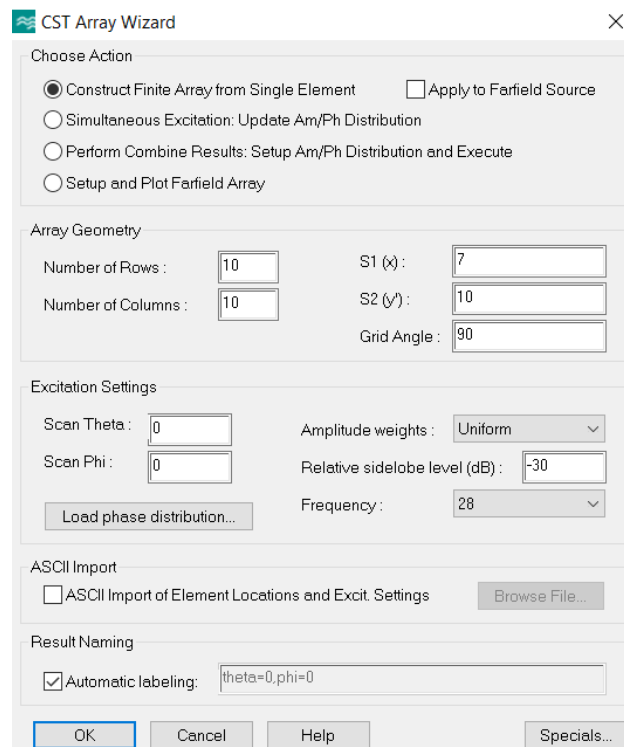 CST Array Wizard
Choose Action
Construct Finite Array from Single Element
Apply to Farfield Source
Simultaneous Excitation: Update Am/Ph Distribution
Perform Combine Results: Setup Am/Ph Distribution and Execute
Setup and Plot Farfield Array
Array Geometry
Number of Rows : 10
S1 (x) : 7
Number of Columns : 10
S2 (y') : 10
Grid Angle : 90
Excitation Settings
Scan Theta : 0
Amplitude weights : Uniform
Scan Phi : 0
Relative sidelobe level (dB) : -30
Load phase distribution...
Frequency : 28
ASCII Import
ASCII Import of Element Locations and Excit. Settings
Browse File...
Result Naming
Automatic labeling: theta=0,phi=0
OK Cancel Help Specials...